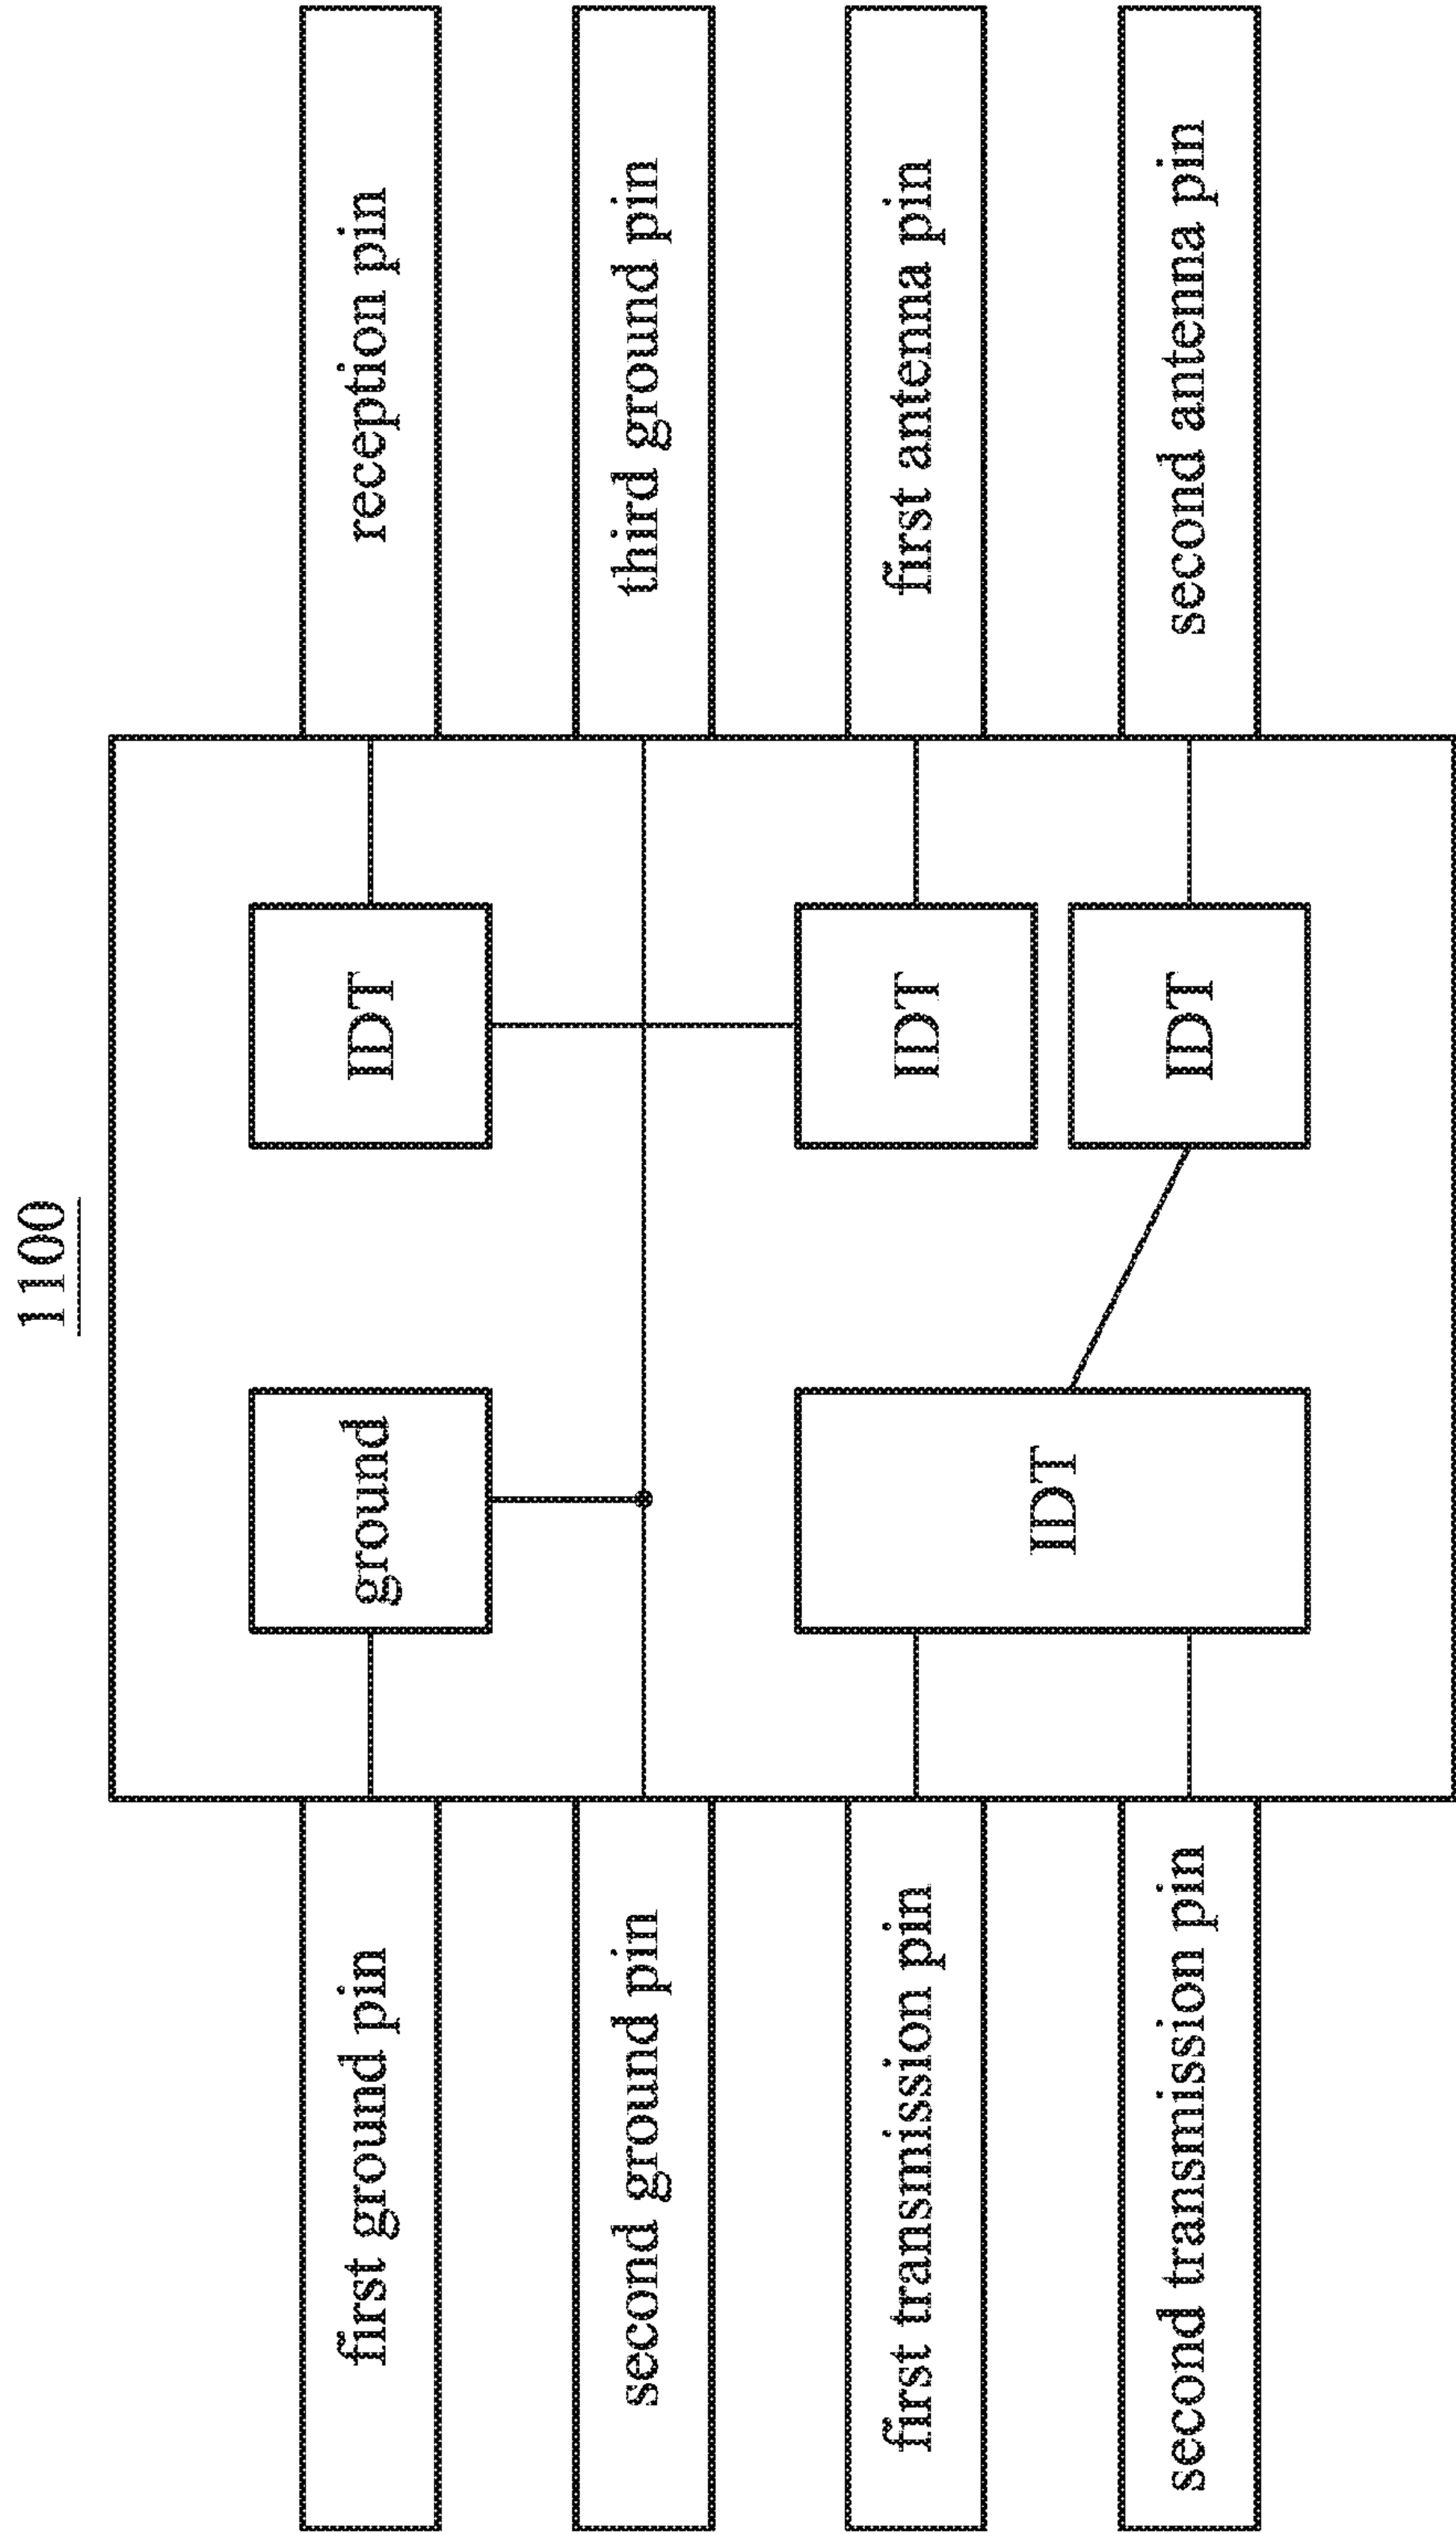 1100
first ground pin
ground
IDT
reception pin
second ground pin
third ground pin
first transmission pin
IDT
IDT
first antenna pin
second transmission pin
IDT
second antenna pin